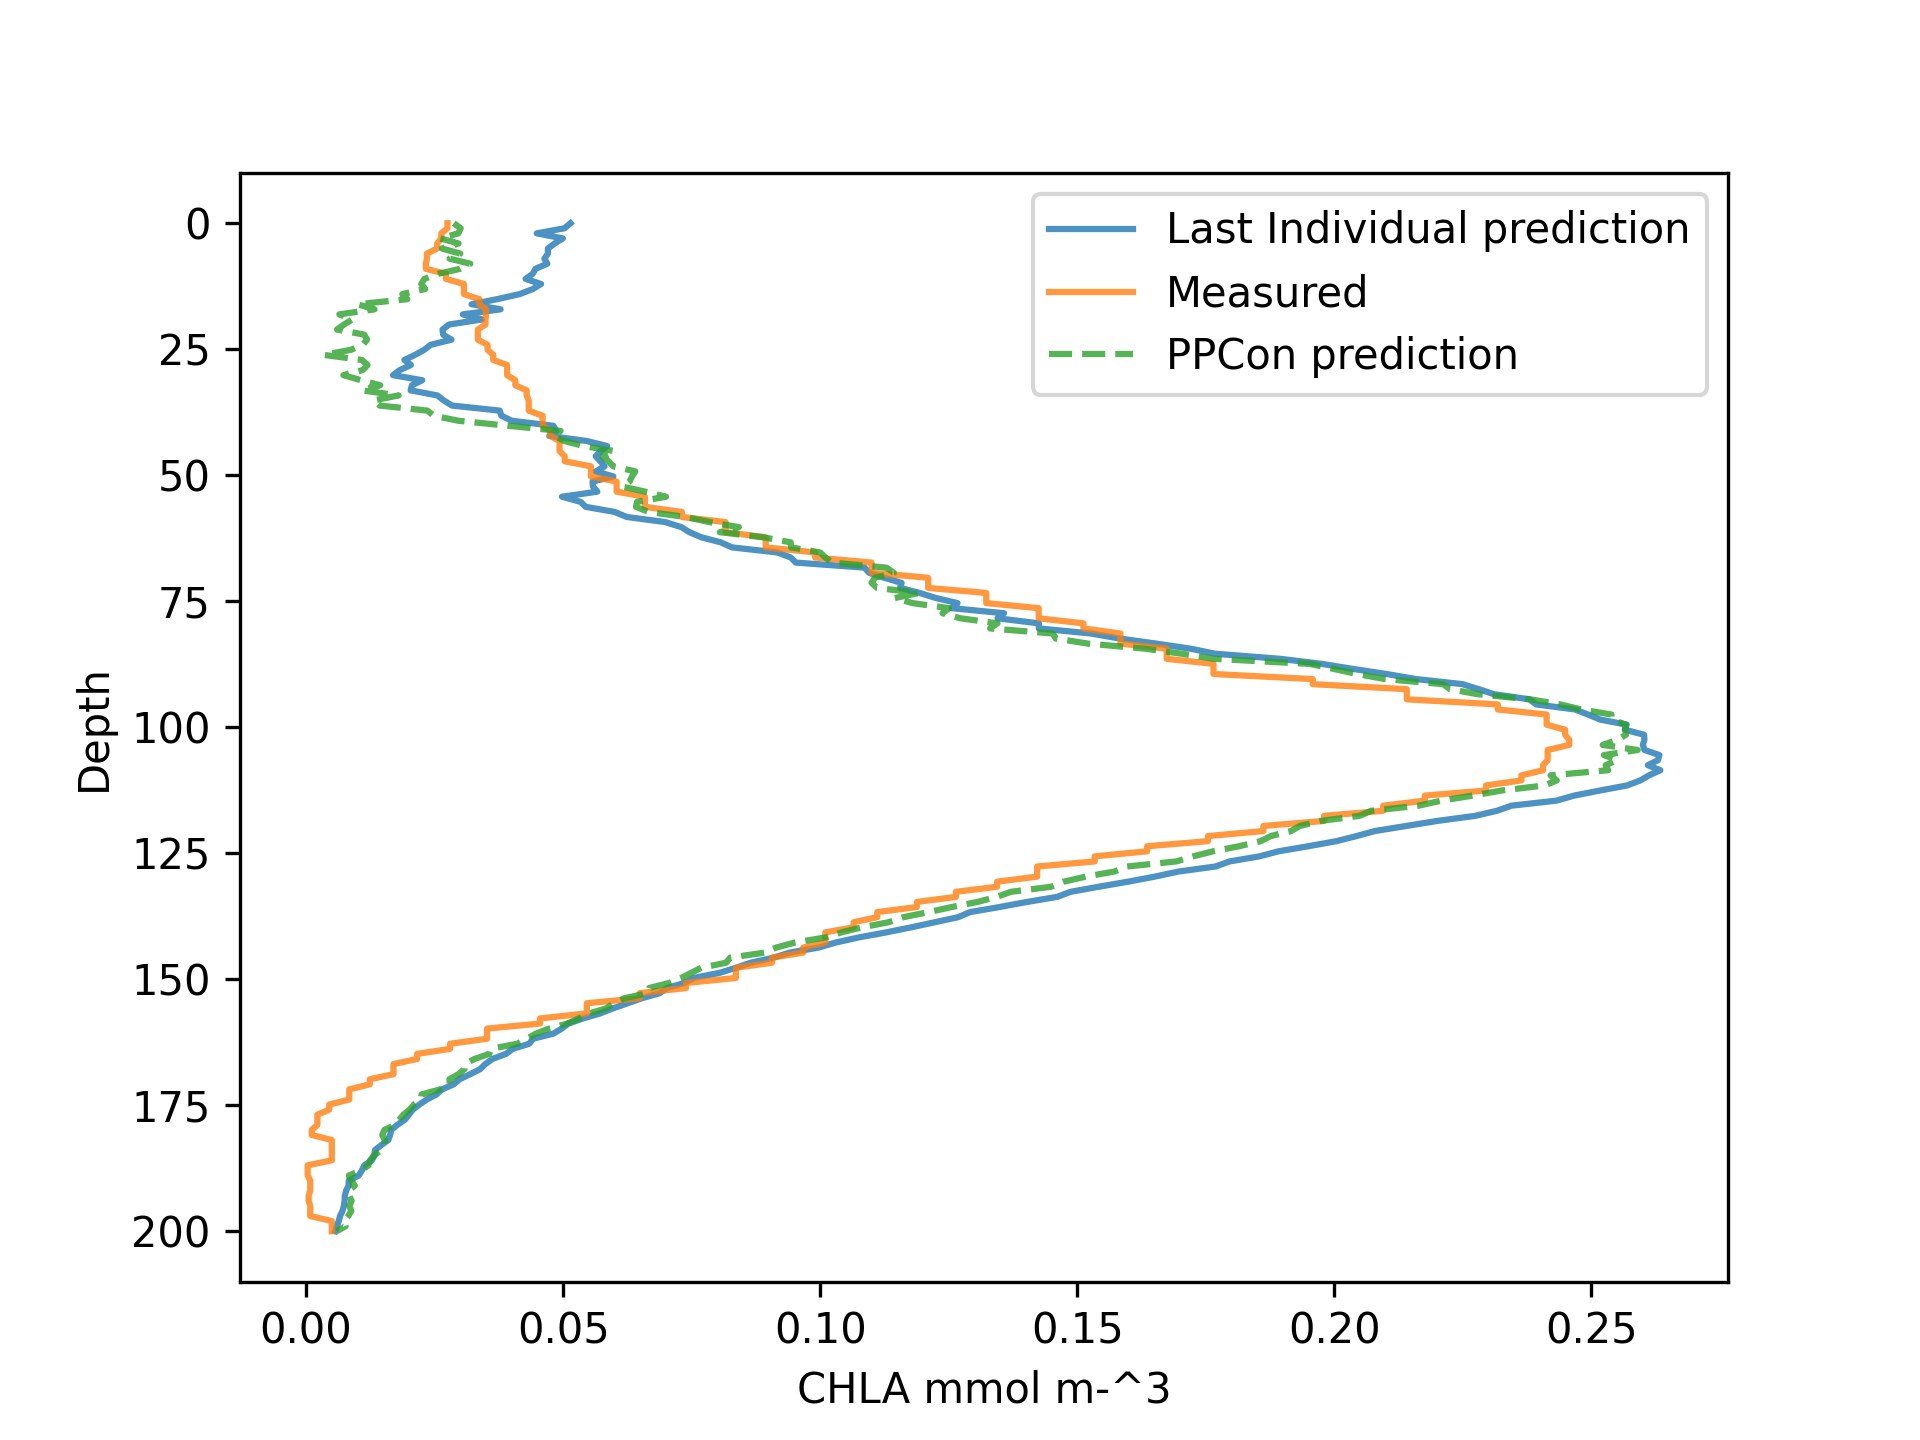 Last Individual prediction
Measured
PPCon prediction
0
25
50
75
100
125
150
175
200
Depth
0.00 0.05 0.10 0.15 0.20 0.25
CHLA mmol m-^3